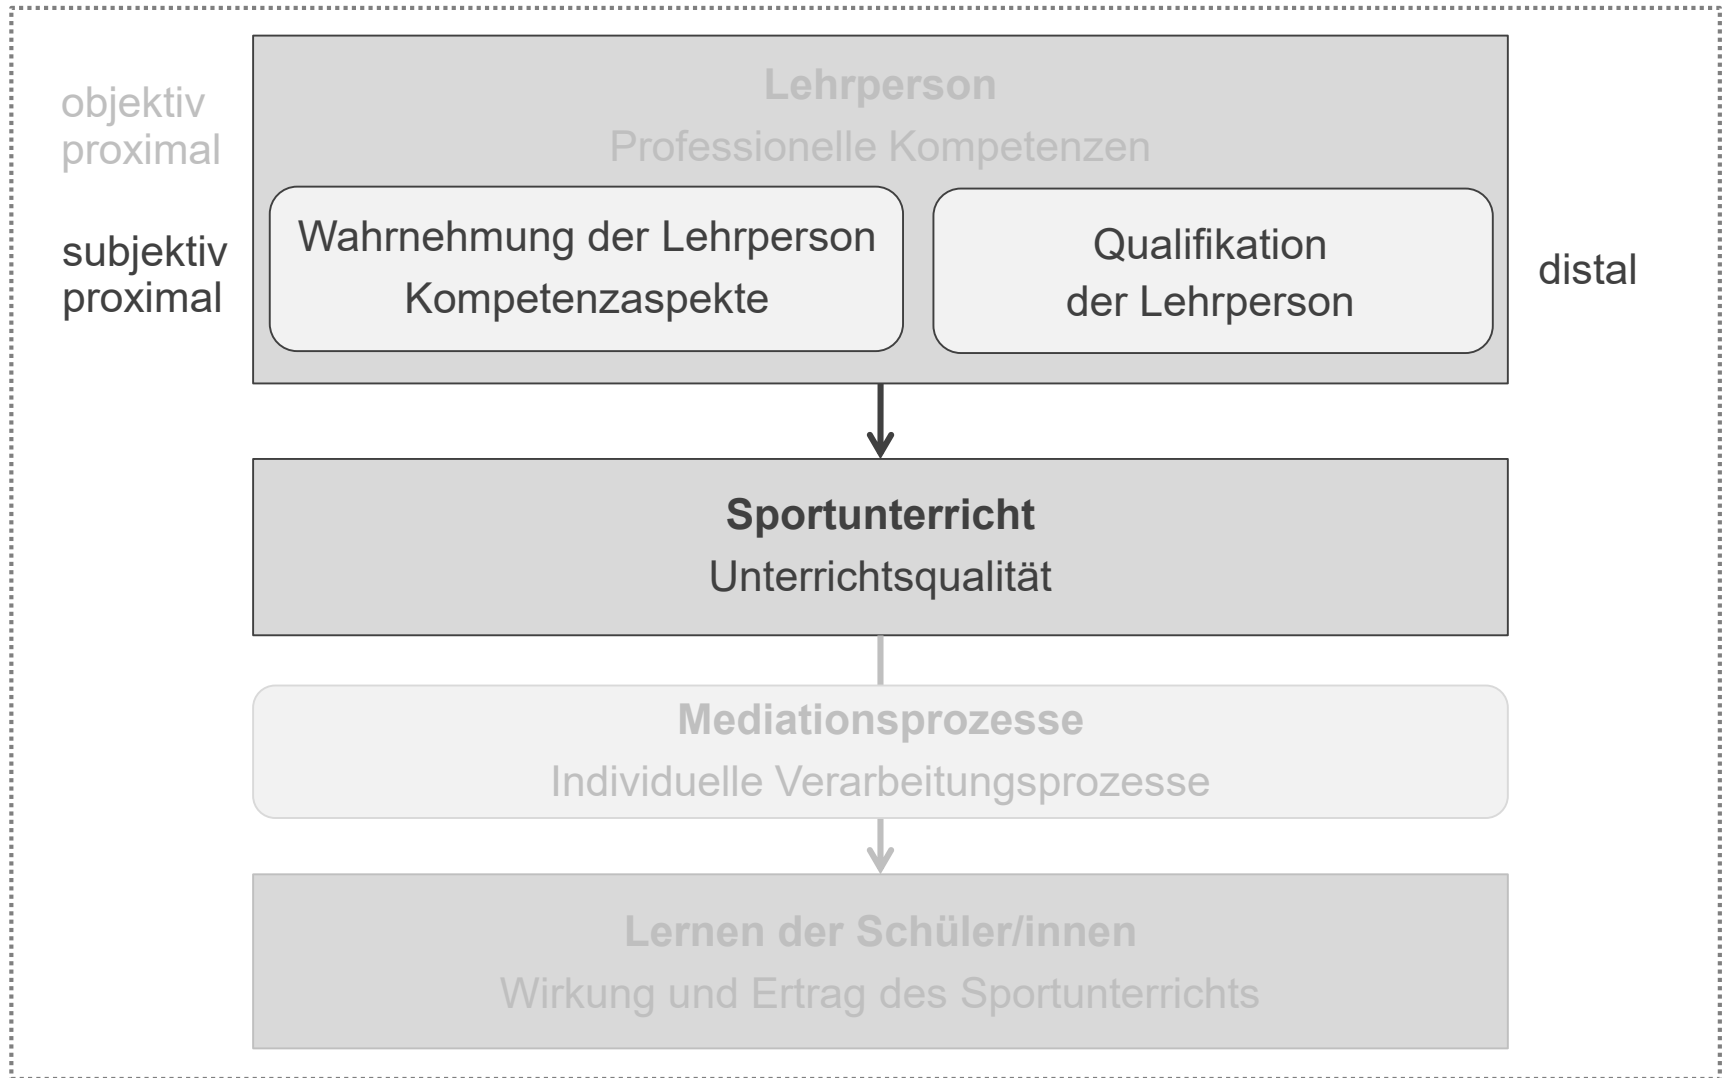 objektiv
proximal
Lehrperson
Professionelle Kompetenzen
subjektiv
proximal
Wahrnehmung der Lehrperson
Kompetenzaspekte
Qualifikation
der Lehrperson
distal
Sportunterricht
Unterrichtsqualität
Mediationsprozesse
Individuelle Verarbeitungsprozesse
Lernen der Schüler/innen
Wirkung und Ertrag des Sportunterrichts